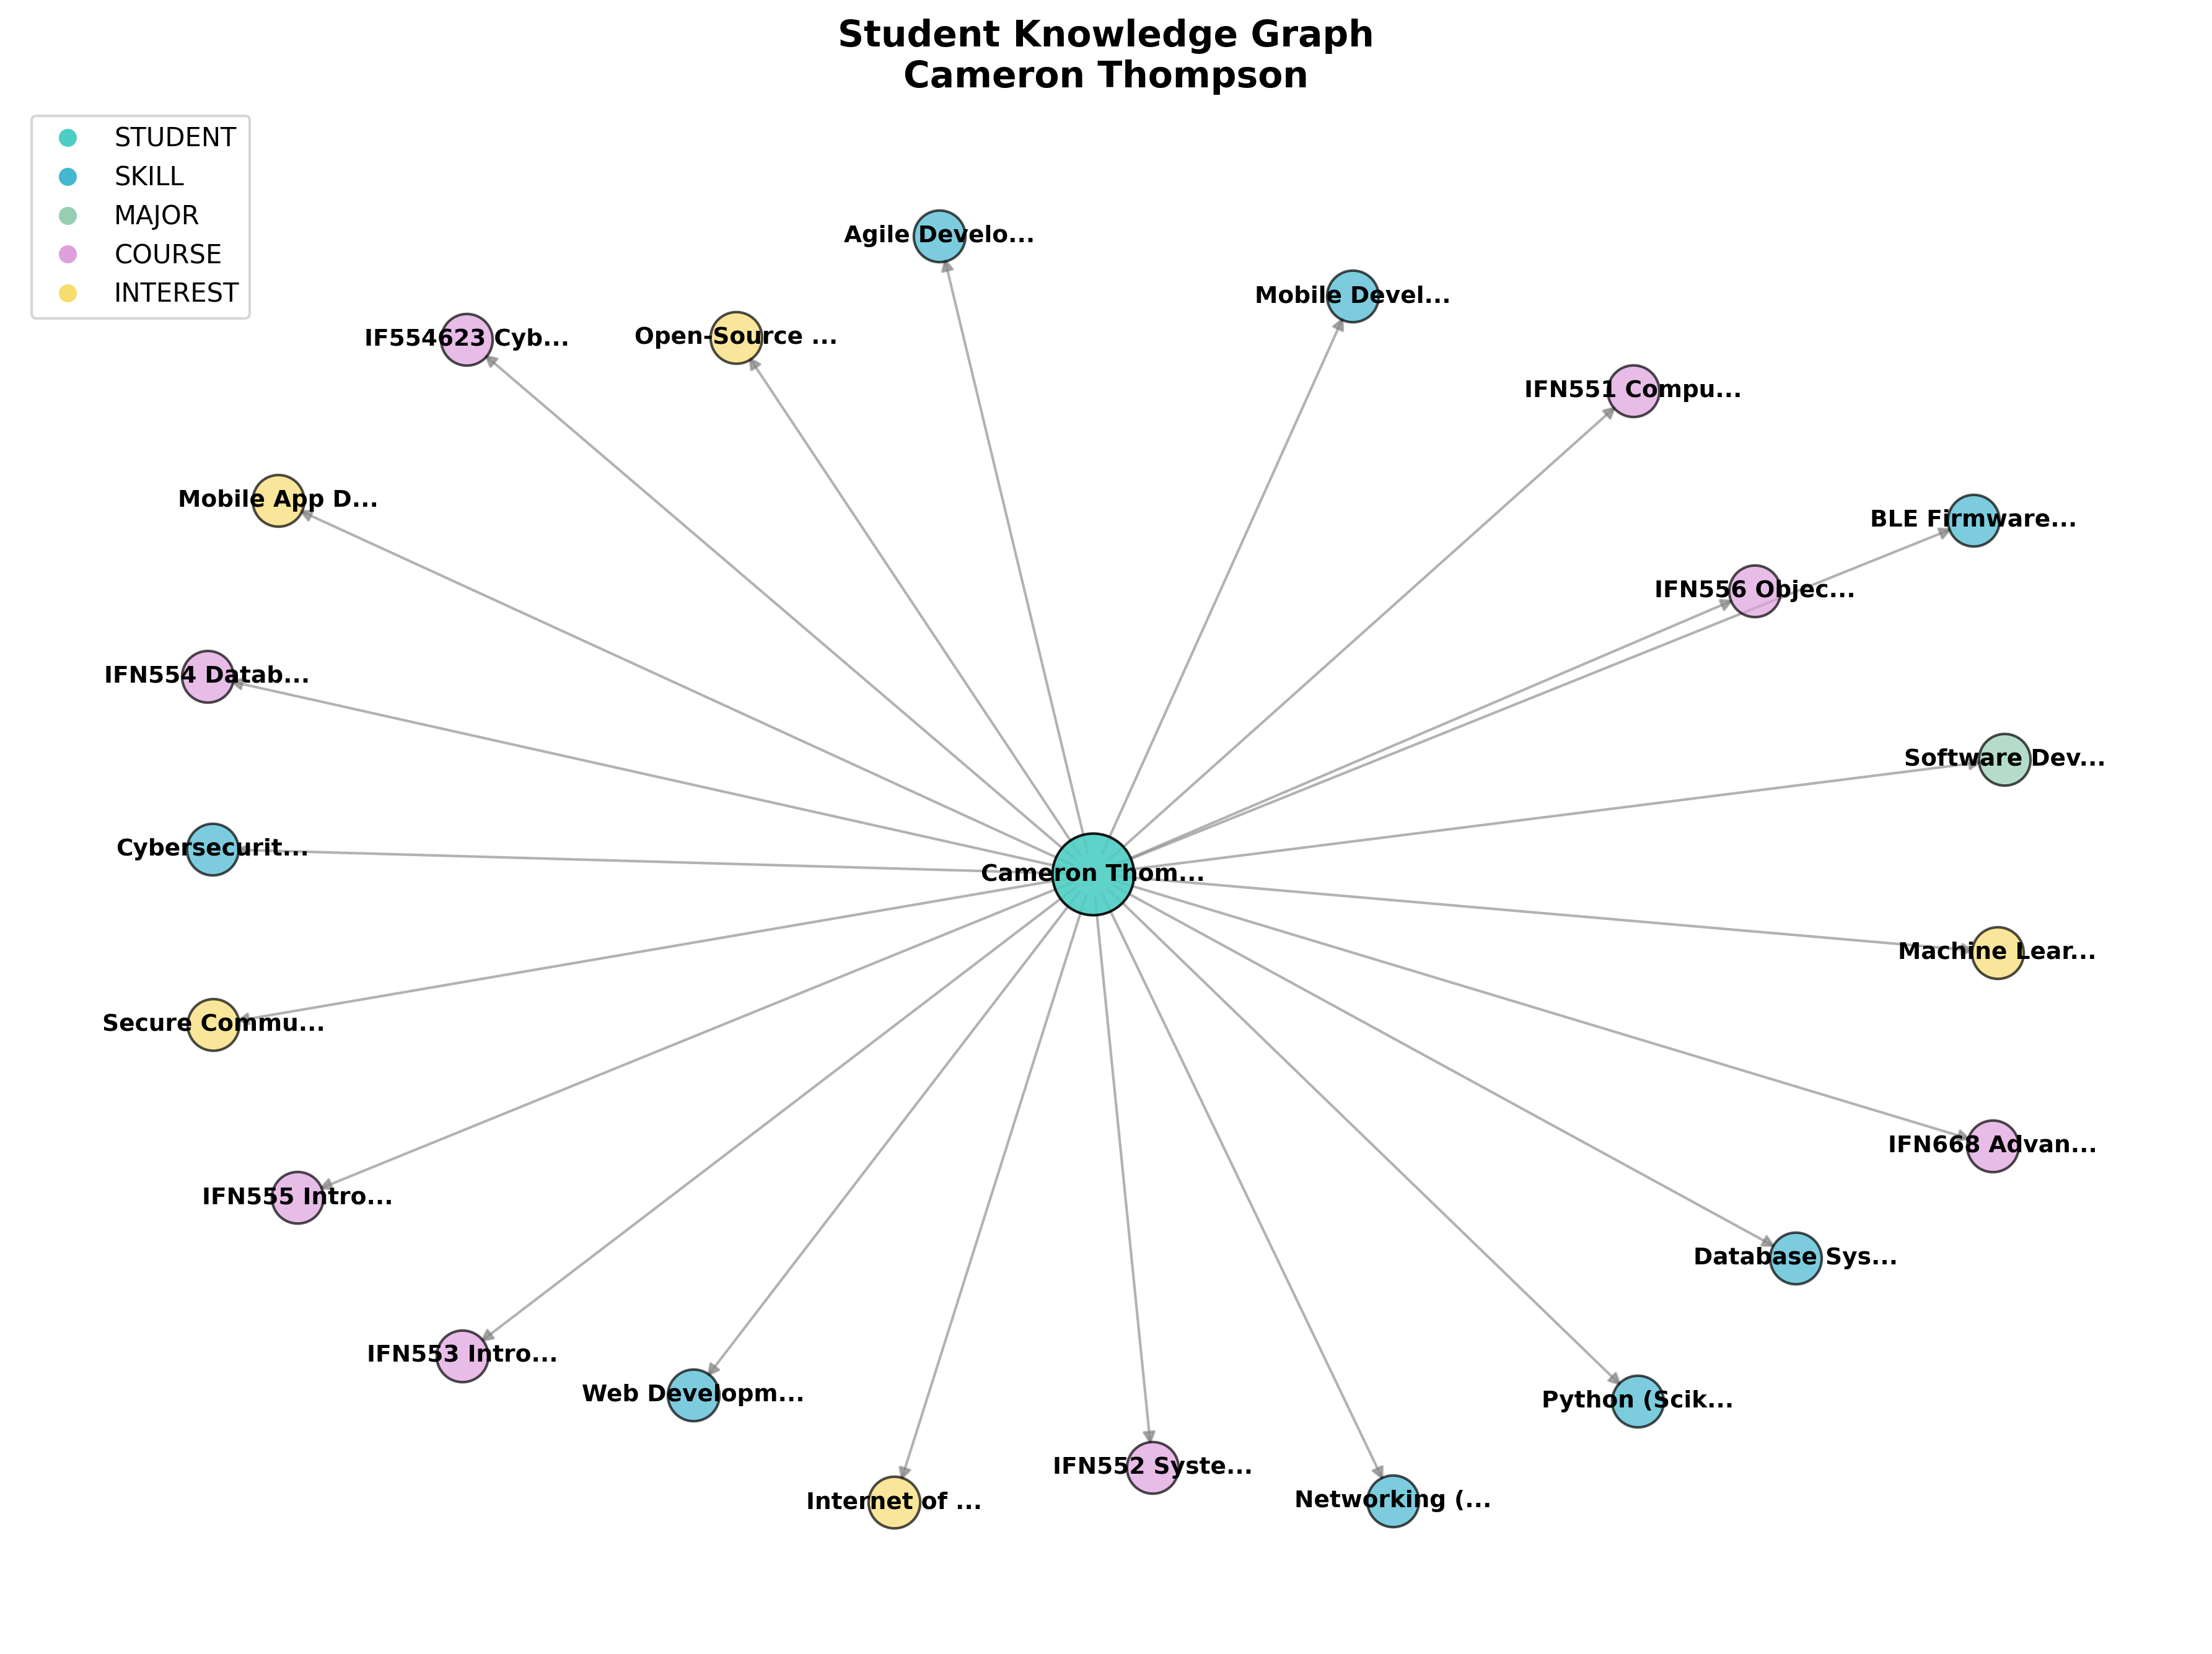 Student Knowledge Graph
Cameron Thompson
STUDENT
SKILL
MAJOR
COURSE
INTEREST
Agile Develo...
Mobile Devel...
IF554623 Cyb...
Open-Source ...
IFN551 Compu...
Mobile App D...
BLE Firmware...
IFN556 Objec...
IFN554 Datab...
Software Dev...
Cybersecurit...
Cameron Thom...
Machine Lear...
Secure Commu...
IFN668 Advan...
IFN555 Intro...
Database Sys...
IFN553 Intro...
Web Developm...
Python (Scik...
IFN552 Syste...
Internet of ...
Networking (...